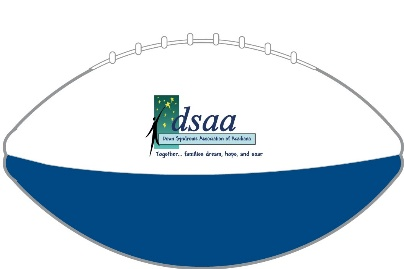 dsaa
Down Syndrome Association of Acadiana
Together... families dream, hope, and soar